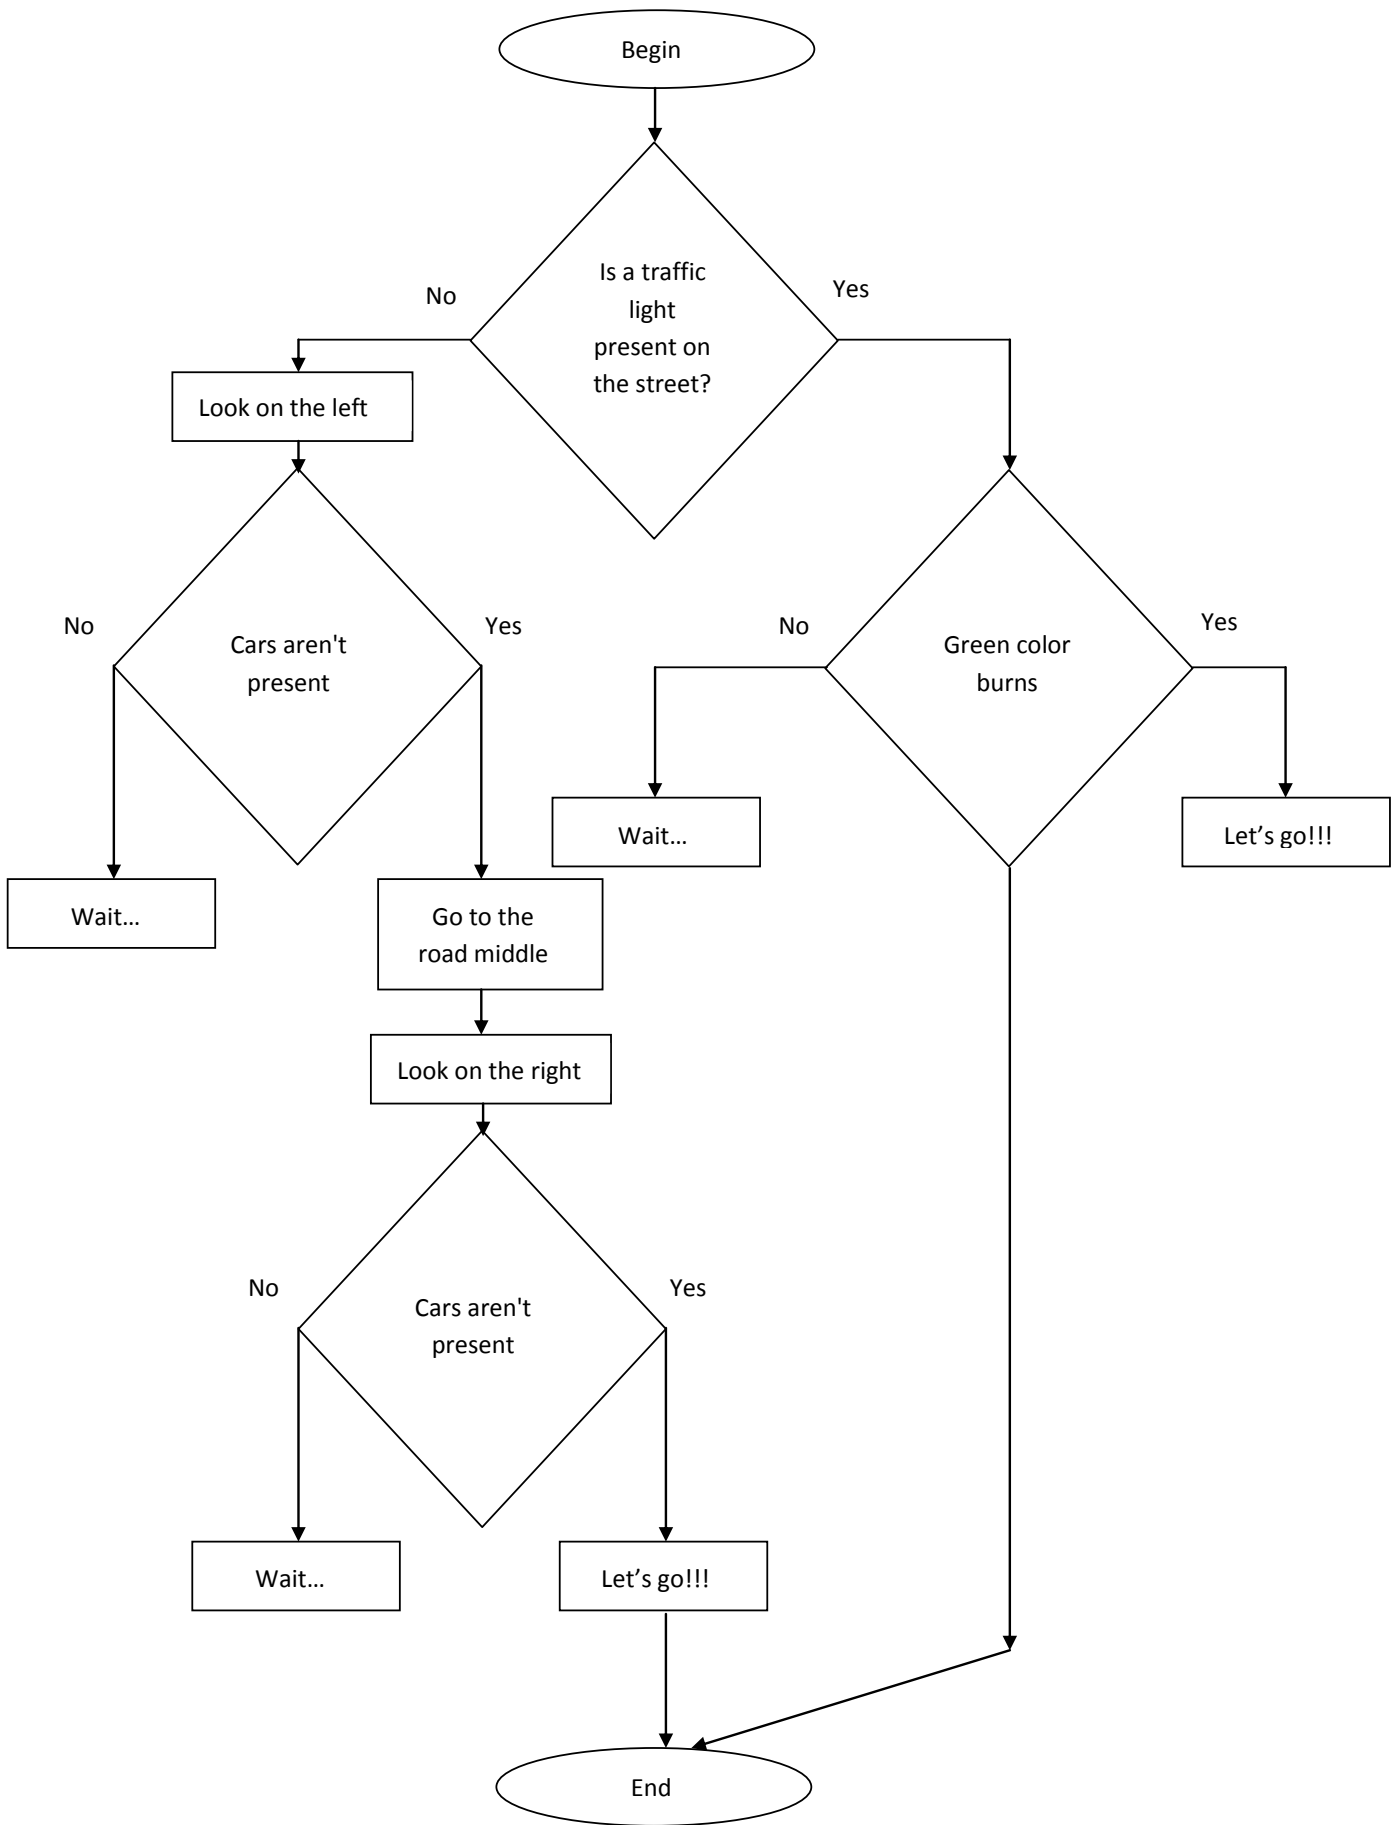 Begin
Is a traffic
light
present on
the street?
No
Yes
Look on the left
Cars aren't
present
No
Yes
Green color
burns
No
Yes
Wait…
Let’s go!!!
Wait…
Go to the
road middle
Look on the right
Cars aren't
present
No
Yes
Wait…
Let’s go!!!
End